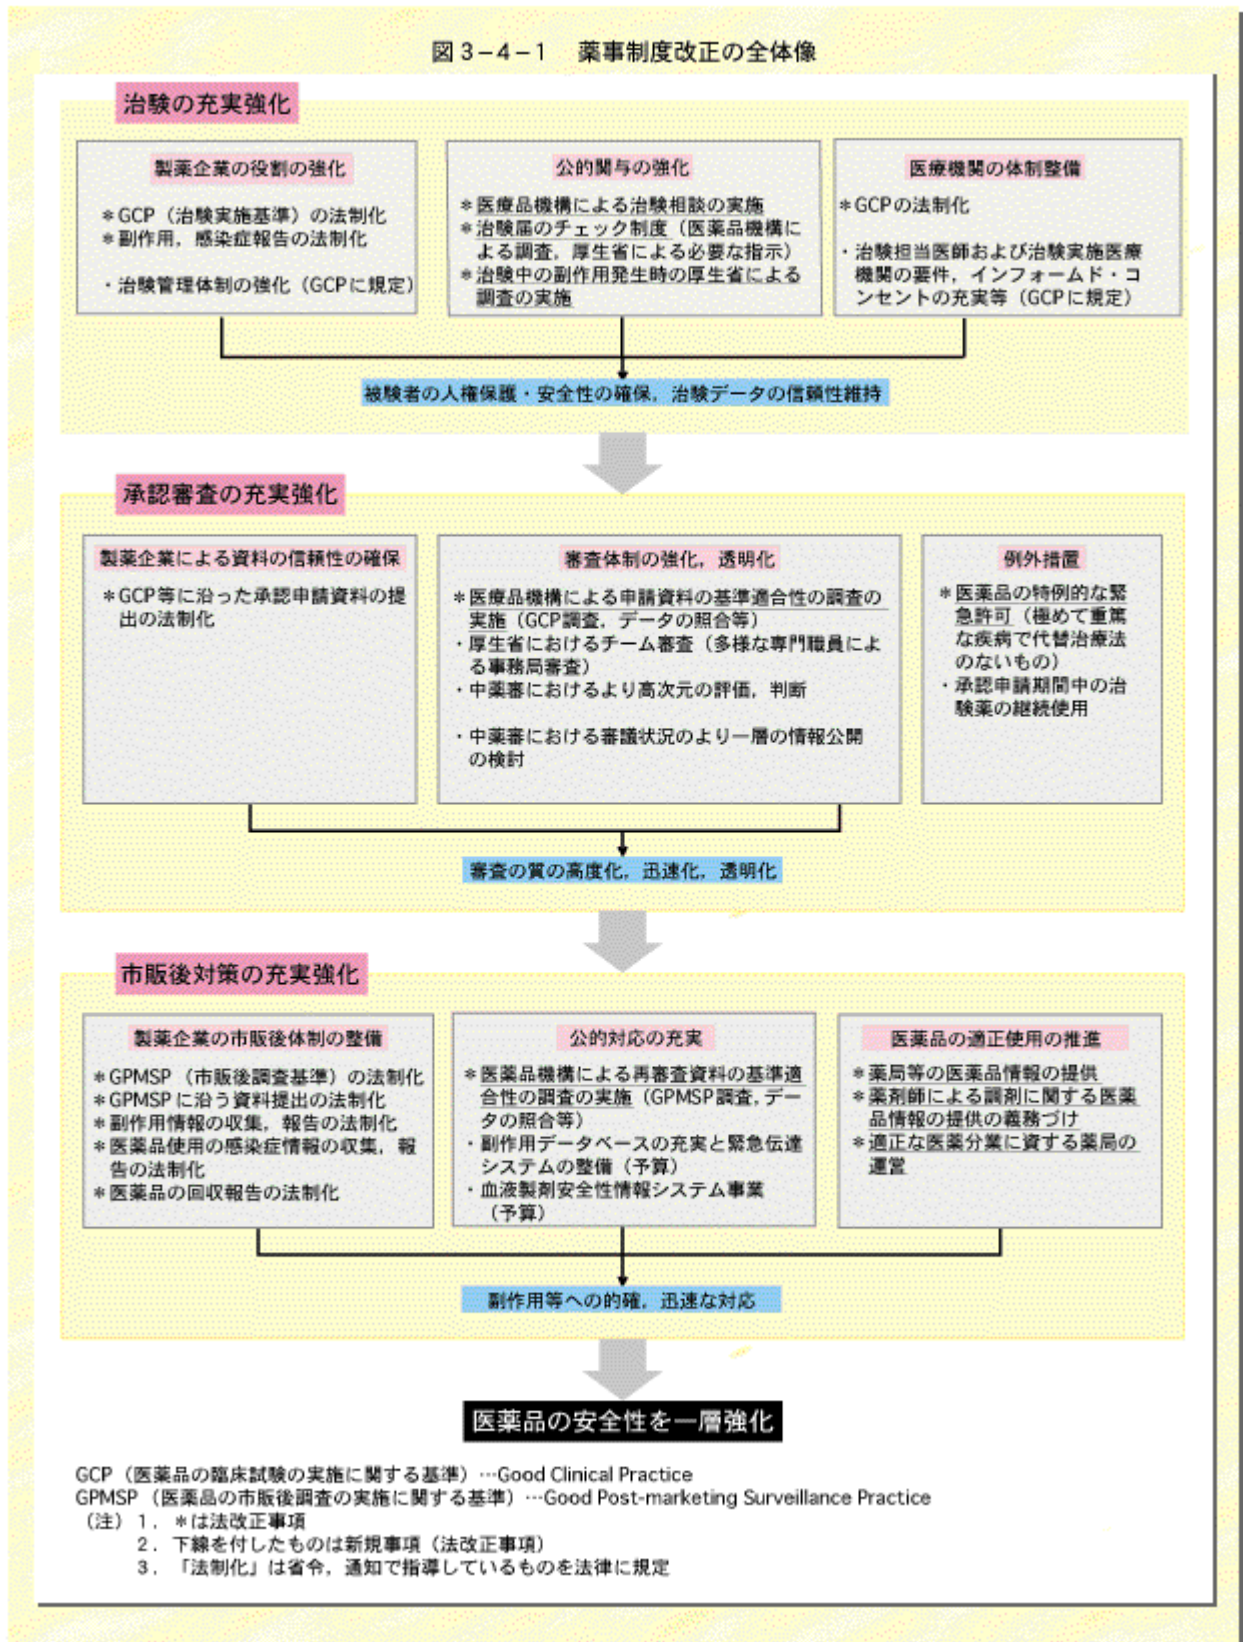 図3－4－1　薬事制度改正の全体像
治験の充実強化
製薬企業の役割の強化
＊GCP（治験実施基準）の法制化
＊副作用，感染症報告の法制化
・治験管理体制の強化（GCPに規定）
公的関与の強化
＊医療品機構による治験相談の実施
＊治験届のチェック制度（医薬品機構に
よる調査，厚生省による必要な指示）
＊治験中の副作用発生時の厚生省による
調査の実施
医療機関の体制整備
＊GCPの法制化
・治験担当医師および治験実施医療
機関の要件，インフォームド・コ
ンセントの充実等（GCPに規定）
被験者の人権保護・安全性の確保，治験データの信頼性維持
承認審査の充実強化
製薬企業による資料の信頼性の確保
＊GCP等に沿った承認申請資料の提
出の法制化
審査体制の強化，透明化
＊医療品機構による申請資料の基準適合性の調査の
実施（GCP調査，データの照合等）
・厚生省におけるチーム審査（多様な専門職員によ
る事務局審査）
・中薬審におけるより高次元の評価，判断
・中薬審における審議状況のより一層の情報公開
の検討
例外措置
＊医薬品の特例的な緊
急許可（極めて重篤
な疾病で代替治療法
のないもの）
・承認申請期間中の治
験薬の継続使用
審査の質の高度化，迅速化，透明化
市販後対策の充実強化
製薬企業の市販後体制の整備
＊GPMSP（市販後調査基準）の法制化
＊GPMSPに沿う資料提出の法制化
＊副作用情報の収集，報告の法制化
＊医薬品使用の感染症情報の収集，報
告の法制化
＊医薬品の回収報告の法制化
公的対応の充実
＊医薬品機構による再審査資料の基準適
合性の調査の実施（GPMSP調査，デー
タの照合等）
・副作用データベースの充実と緊急伝達
システムの整備（予算）
・血液製剤安全性情報システム事業
（予算）
医薬品の適正使用の推進
＊薬局等の医薬品情報の提供
＊薬剤師による調剤に関する医薬
品情報の提供の義務づけ
＊適正な医薬分業に資する薬局の
運営
副作用等への的確，迅速な対応
医薬品の安全性を一層強化
GCP（医薬品の臨床試験の実施に関する基準）…Good Clinical Practice
GPMSP（医薬品の市販後調査の実施に関する基準）…Good Post-marketing Surveillance Practice
（注）1．＊は法改正事項
2．下線を付したものは新規事項（法改正事項）
3．「法制化」は省令，通知で指導しているものを法律に規定